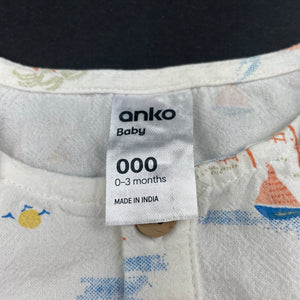 anko
Baby
000
0-3 months
MADE IN INDIA